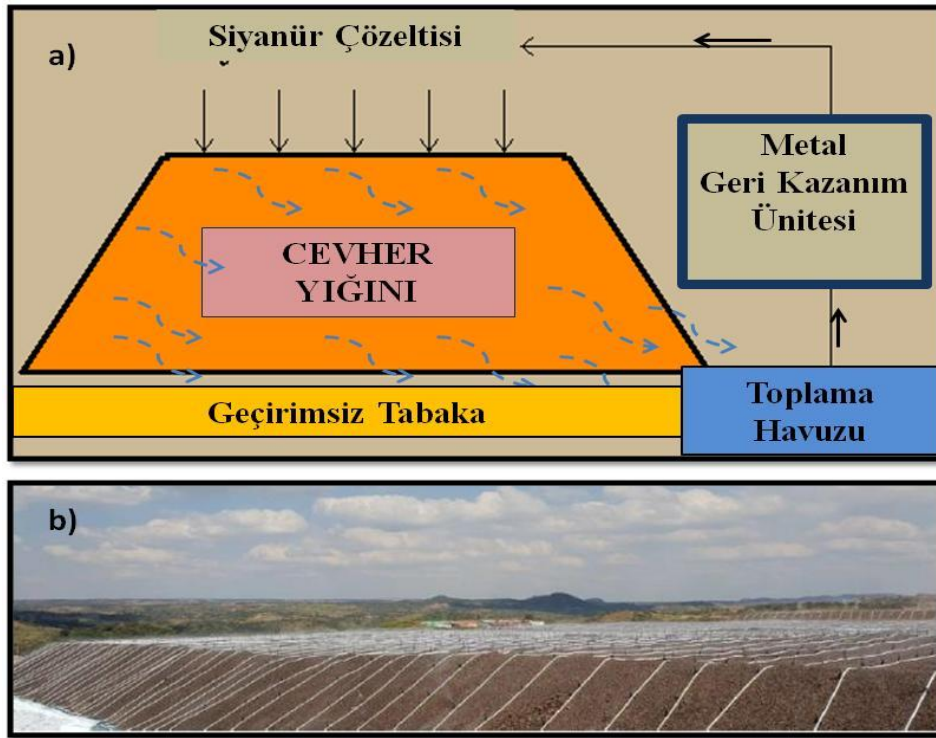 a)
Siyanür Çözeltisi
Metal
Geri Kazanım
Ünitesi
CEVHER
YIĞINI
Geçirimsiz Tabaka
Toplama
Havuzu
b)